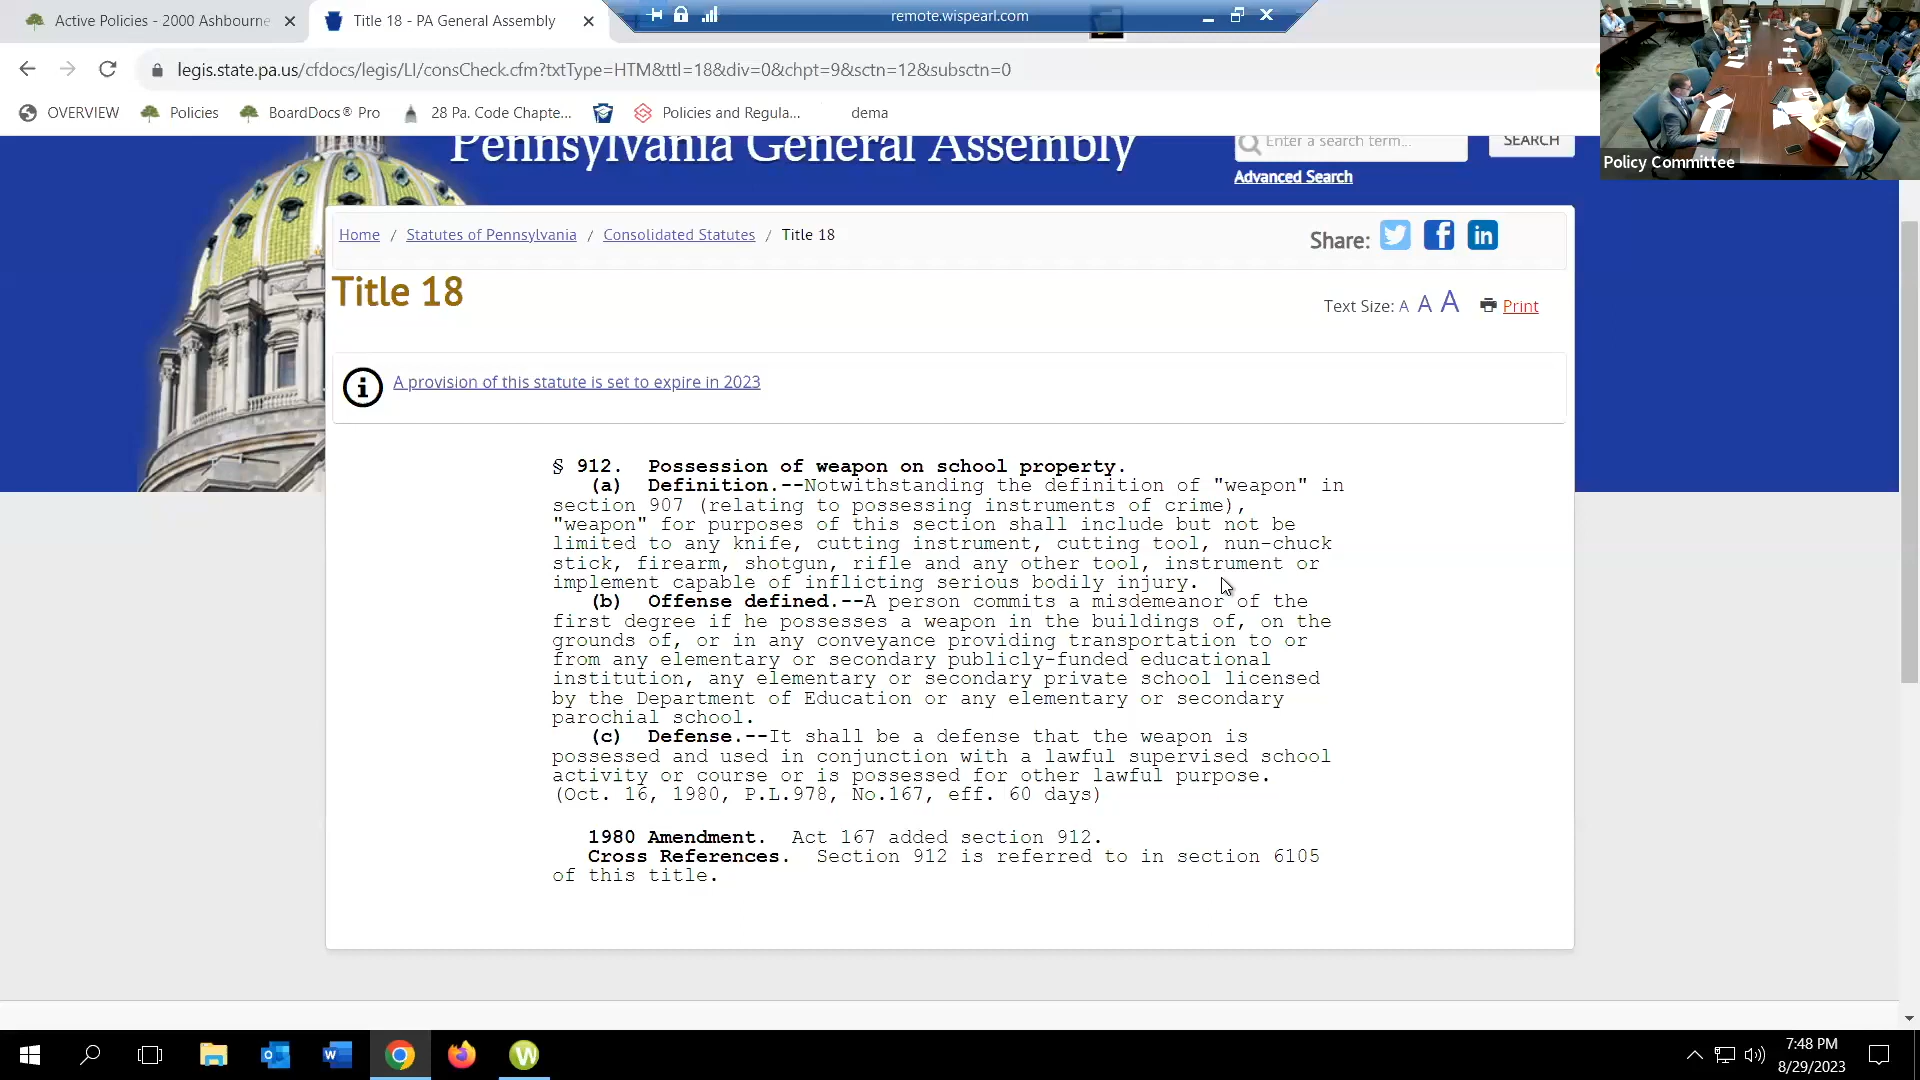 Active Policies - 2000 Ashbourne
Title 18 - PA General Assembly
remote.wispearl.com
legis.state.pa.us/cfdocs/legis/LI/consCheck.cfm?txtType=HTM&ttl=18&div=0&chpt=9&sctn=12&subsctn=0
OVERVIEW
Policies
BoardDocs® Pro
28 Pa. Code Chapte...
Policies and Regula...
dema
Policy Committee
Pennsylvania General Assembly
Enter a search term...
SEARCH
Advanced Search
Home / Statutes of Pennsylvania / Consolidated Statutes / Title 18
Share:
Title 18
Text Size: A A A Print
A provision of this statute is set to expire in 2023
§ 912. Possession of weapon on school property.
(a) Definition.--Notwithstanding the definition of "weapon" in
section 907 (relating to possessing instruments of crime),
"weapon" for purposes of this section shall include but not be
limited to any knife, cutting instrument, cutting tool, nun-chuck
stick, firearm, shotgun, rifle and any other tool, instrument or
implement capable of inflicting serious bodily injury.
(b) Offense defined.--A person commits a misdemeanor of the
first degree if he possesses a weapon in the buildings of, on the
grounds of, or in any conveyance providing transportation to or
from any elementary or secondary publicly-funded educational
institution, any elementary or secondary private school licensed
by the Department of Education or any elementary or secondary
parochial school.
(c) Defense.--It shall be a defense that the weapon is
possessed and used in conjunction with a lawful supervised school
activity or course or is possessed for other lawful purpose.
(Oct. 16, 1980, P.L.978, No.167, eff. 60 days)
1980 Amendment. Act 167 added section 912.
Cross References. Section 912 is referred to in section 6105
of this title.
7:48 PM
8/29/2023